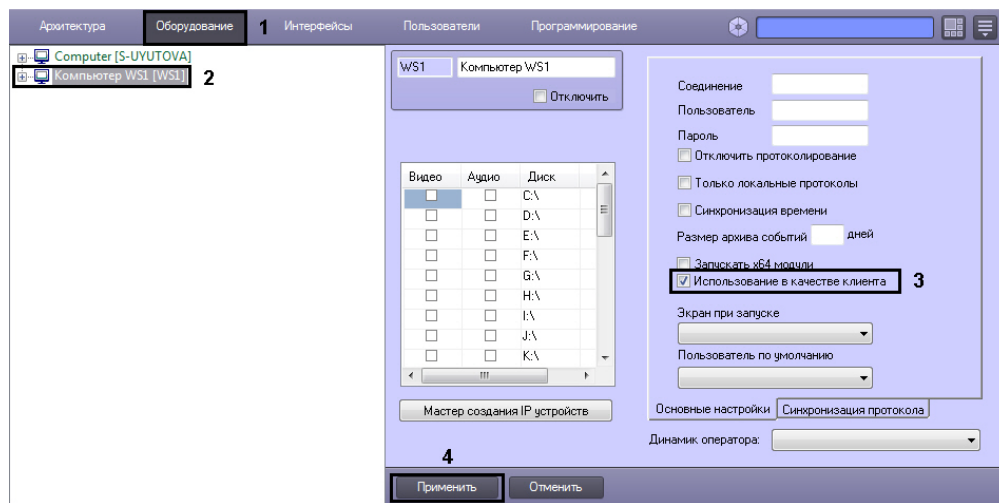 Архитектура Оборудование 1 Интерфейсы Пользователи Программирование
Computer [S-UYUTOVA]
Компьютер WS1 [WS1] 2
WS1 Компьютер WS1
Отключить
Видео Аудио Диск
C:\
D:\
E:\
F:\
G:\
H:\
I:\
J:\
K:\
Мастер создания IP устройств
Соединение
Пользователь
Пароль
Отключить протоколирование
Только локальные протоколы
Синхронизация времени
Размер архива событий дней
Запускать x64 модули
Использование в качестве клиента 3
Экран при запуске
Пользователь по умолчанию
Основные настройки Синхронизация протокола
Динамик оператора:
4
Применить Отменить